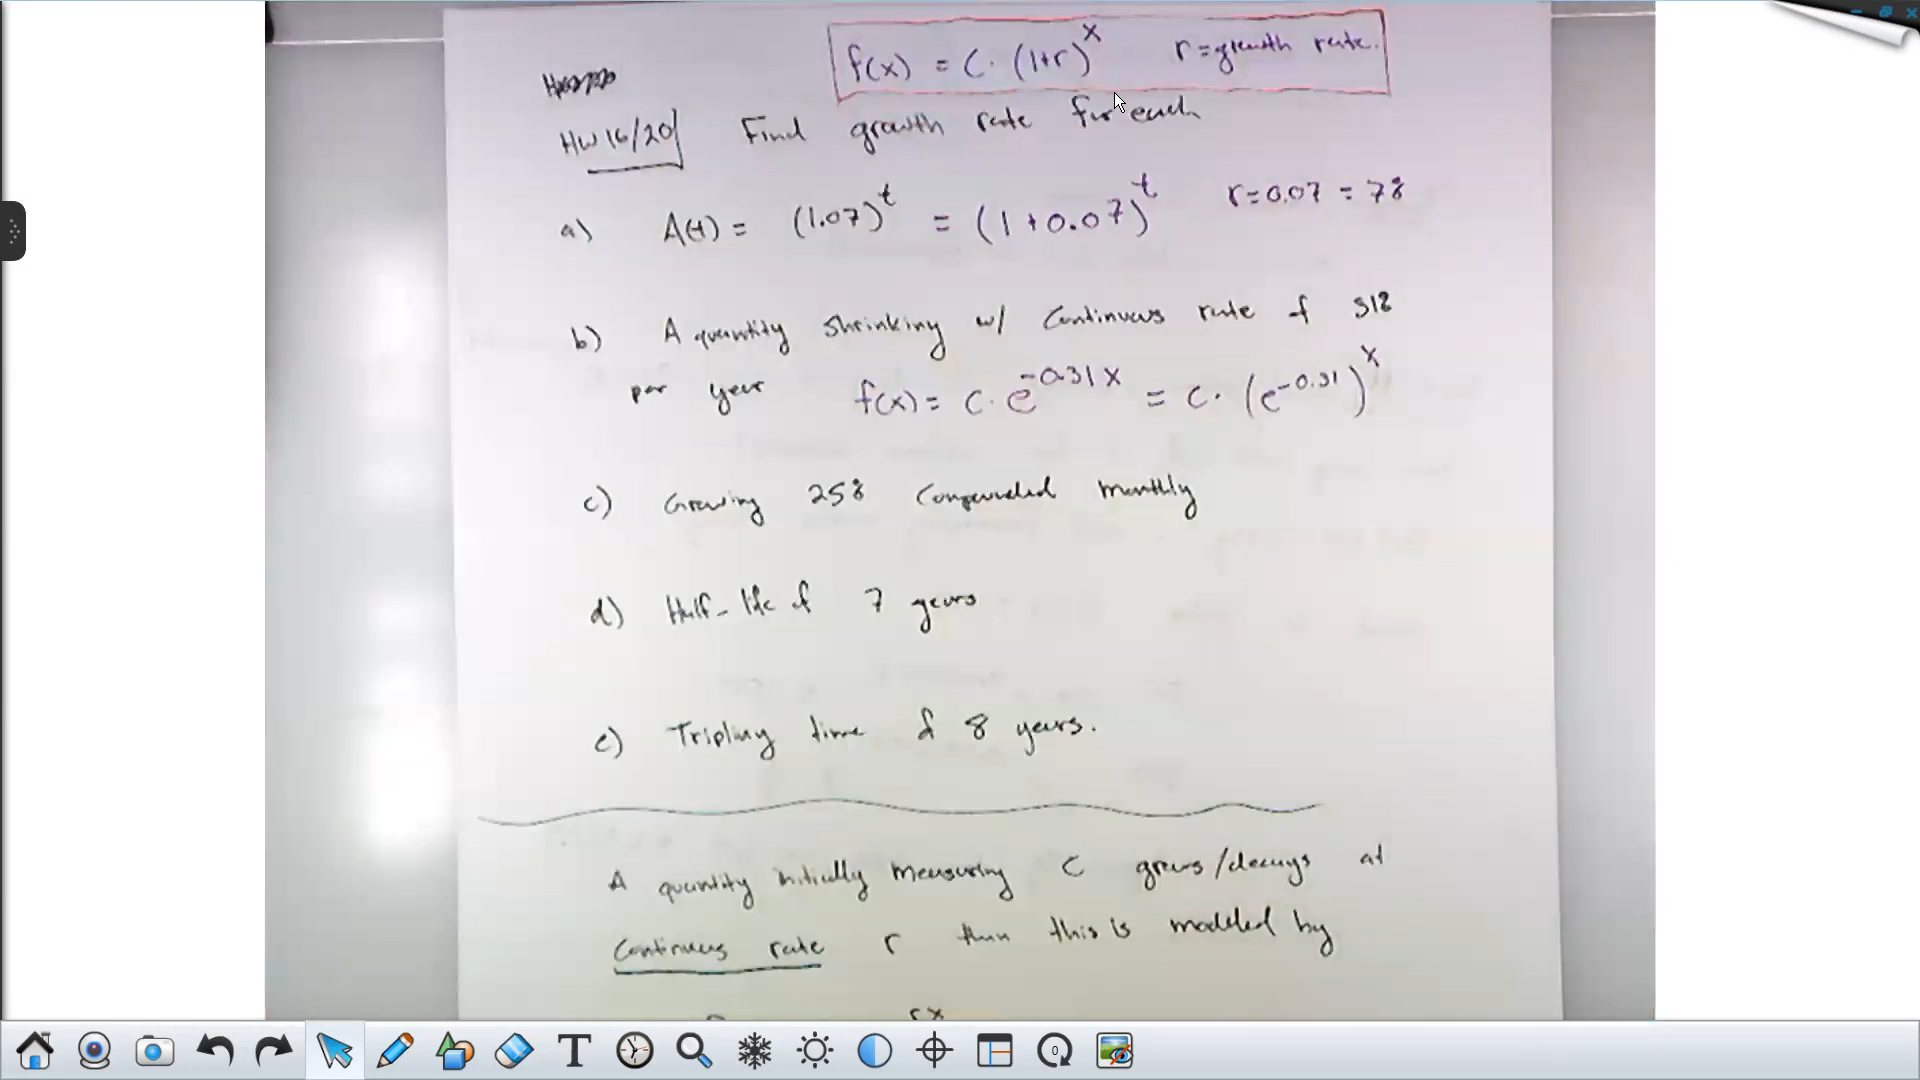 f(x) = C · (1+r)^x   r = growth rate.
HW 16/20   Find growth rate for each
a)   A(t) = (1.07)^t = (1 + 0.07)^t   r = 0.07 = 7%
b)   A quantity shrinking w/ Continuous rate of 31%
per year   f(x) = C · e^{-0.31x} = C · (e^{-0.31})^x
c)   Growing 25% Compounded monthly
d)   Half-life of 7 years
e)   Tripling time of 8 years.
A quantity initially measuring C grows/decays at
Continuous rate r then this is modeled by
rx
T
0